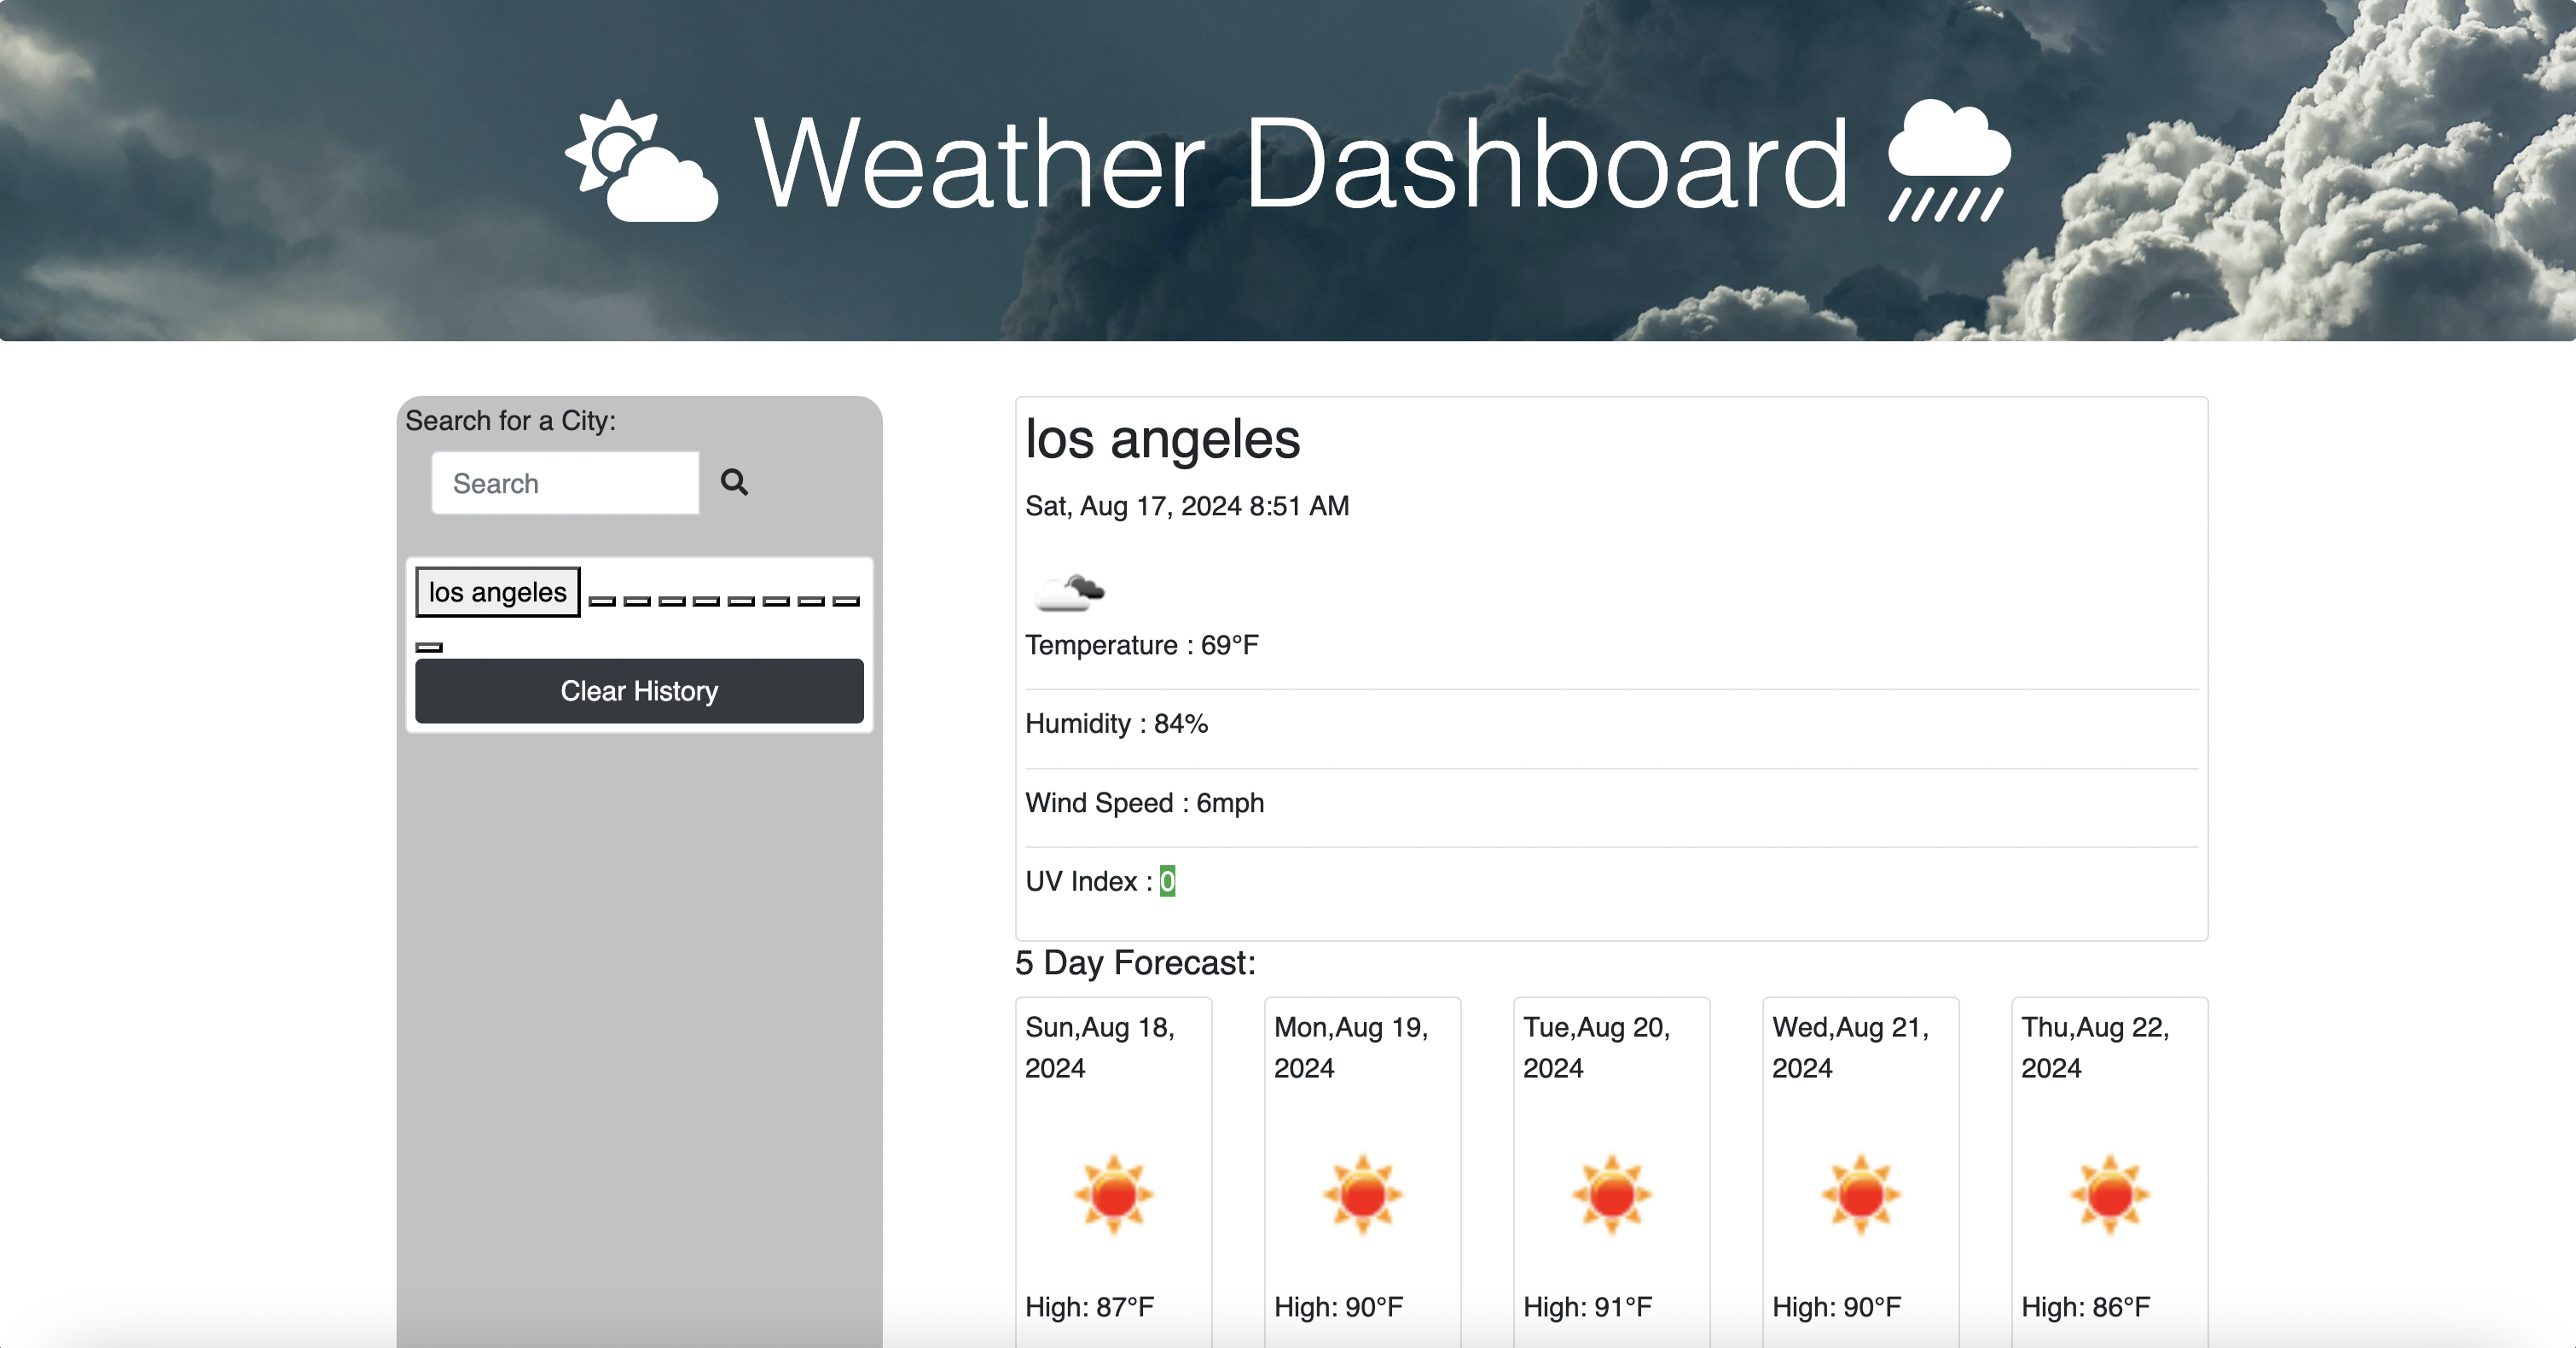 Weather Dashboard
Search for a City:
Search
los angeles
Clear History
los angeles
Sat, Aug 17, 2024 8:51 AM
Temperature : 69°F
Humidity : 84%
Wind Speed : 6mph
UV Index : 0
5 Day Forecast:
Sun,Aug 18,
2024
High: 87°F
Mon,Aug 19,
2024
High: 90°F
Tue,Aug 20,
2024
High: 91°F
Wed,Aug 21,
2024
High: 90°F
Thu,Aug 22,
2024
High: 86°F